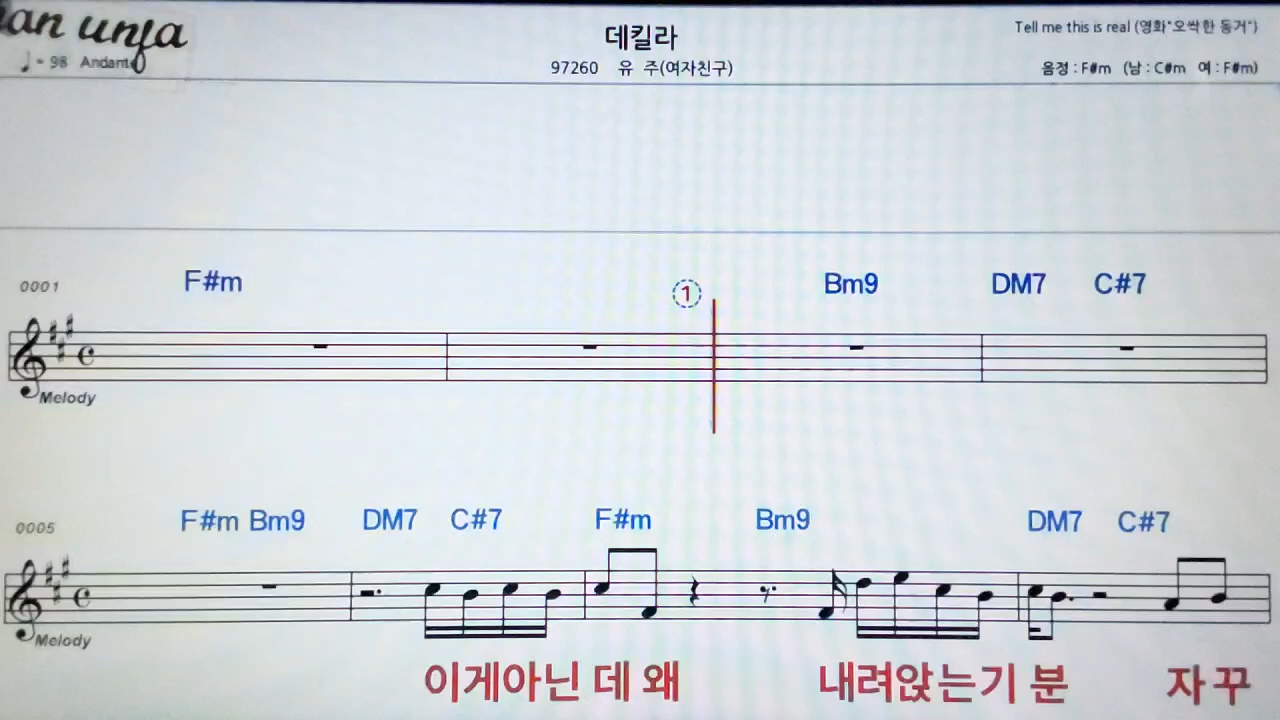 an unja
데킬라
Tell me this is real (영화"오싹한 동거")
♩= 98 Andante
97260 유 주(여자친구)
음정 : F#m (남 : C#m 여 : F#m)
0001 F#m 1 Bm9 DM7 C#7
Melody
0005 F#m Bm9 DM7 C#7 F#m Bm9 DM7 C#7
Melody
이게아닌 데 왜 내려앉는기 분 자꾸